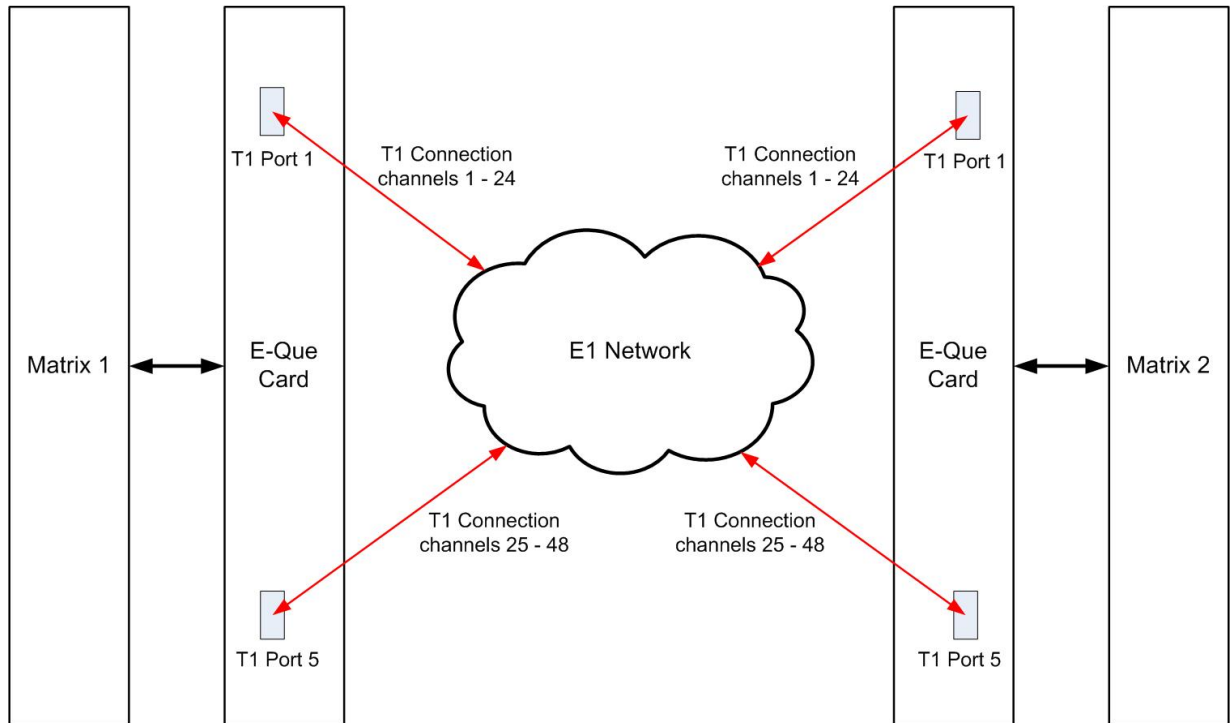 T1 Port 1
T1 Connection
channels 1 - 24
T1 Connection
channels 1 - 24
T1 Port 1
Matrix 1
E-Que
Card
E1 Network
E-Que
Card
Matrix 2
T1 Connection
channels 25 - 48
T1 Connection
channels 25 - 48
T1 Port 5
T1 Port 5